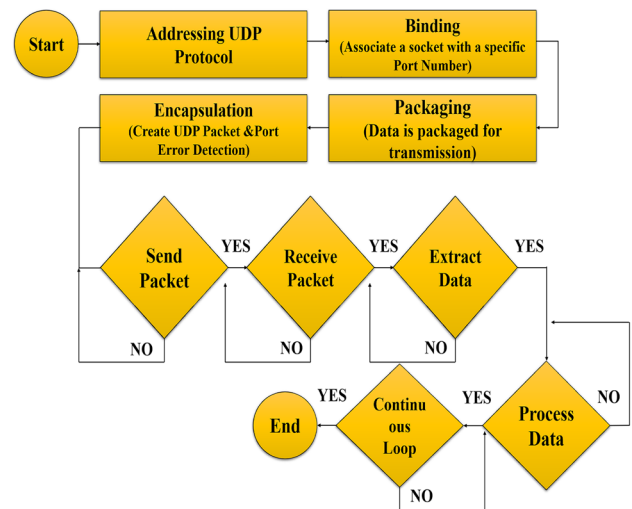 Start
Addressing UDP
Protocol
Binding
(Associate a socket with a specific
Port Number)
Encapsulation
(Create UDP Packet &Port
Error Detection)
Packaging
(Data is packaged for
transmission)
Send
Packet
YES
NO
Receive
Packet
YES
NO
Extract
Data
YES
NO
Process
Data
NO
YES
Continu
ous
Loop
NO
YES
End